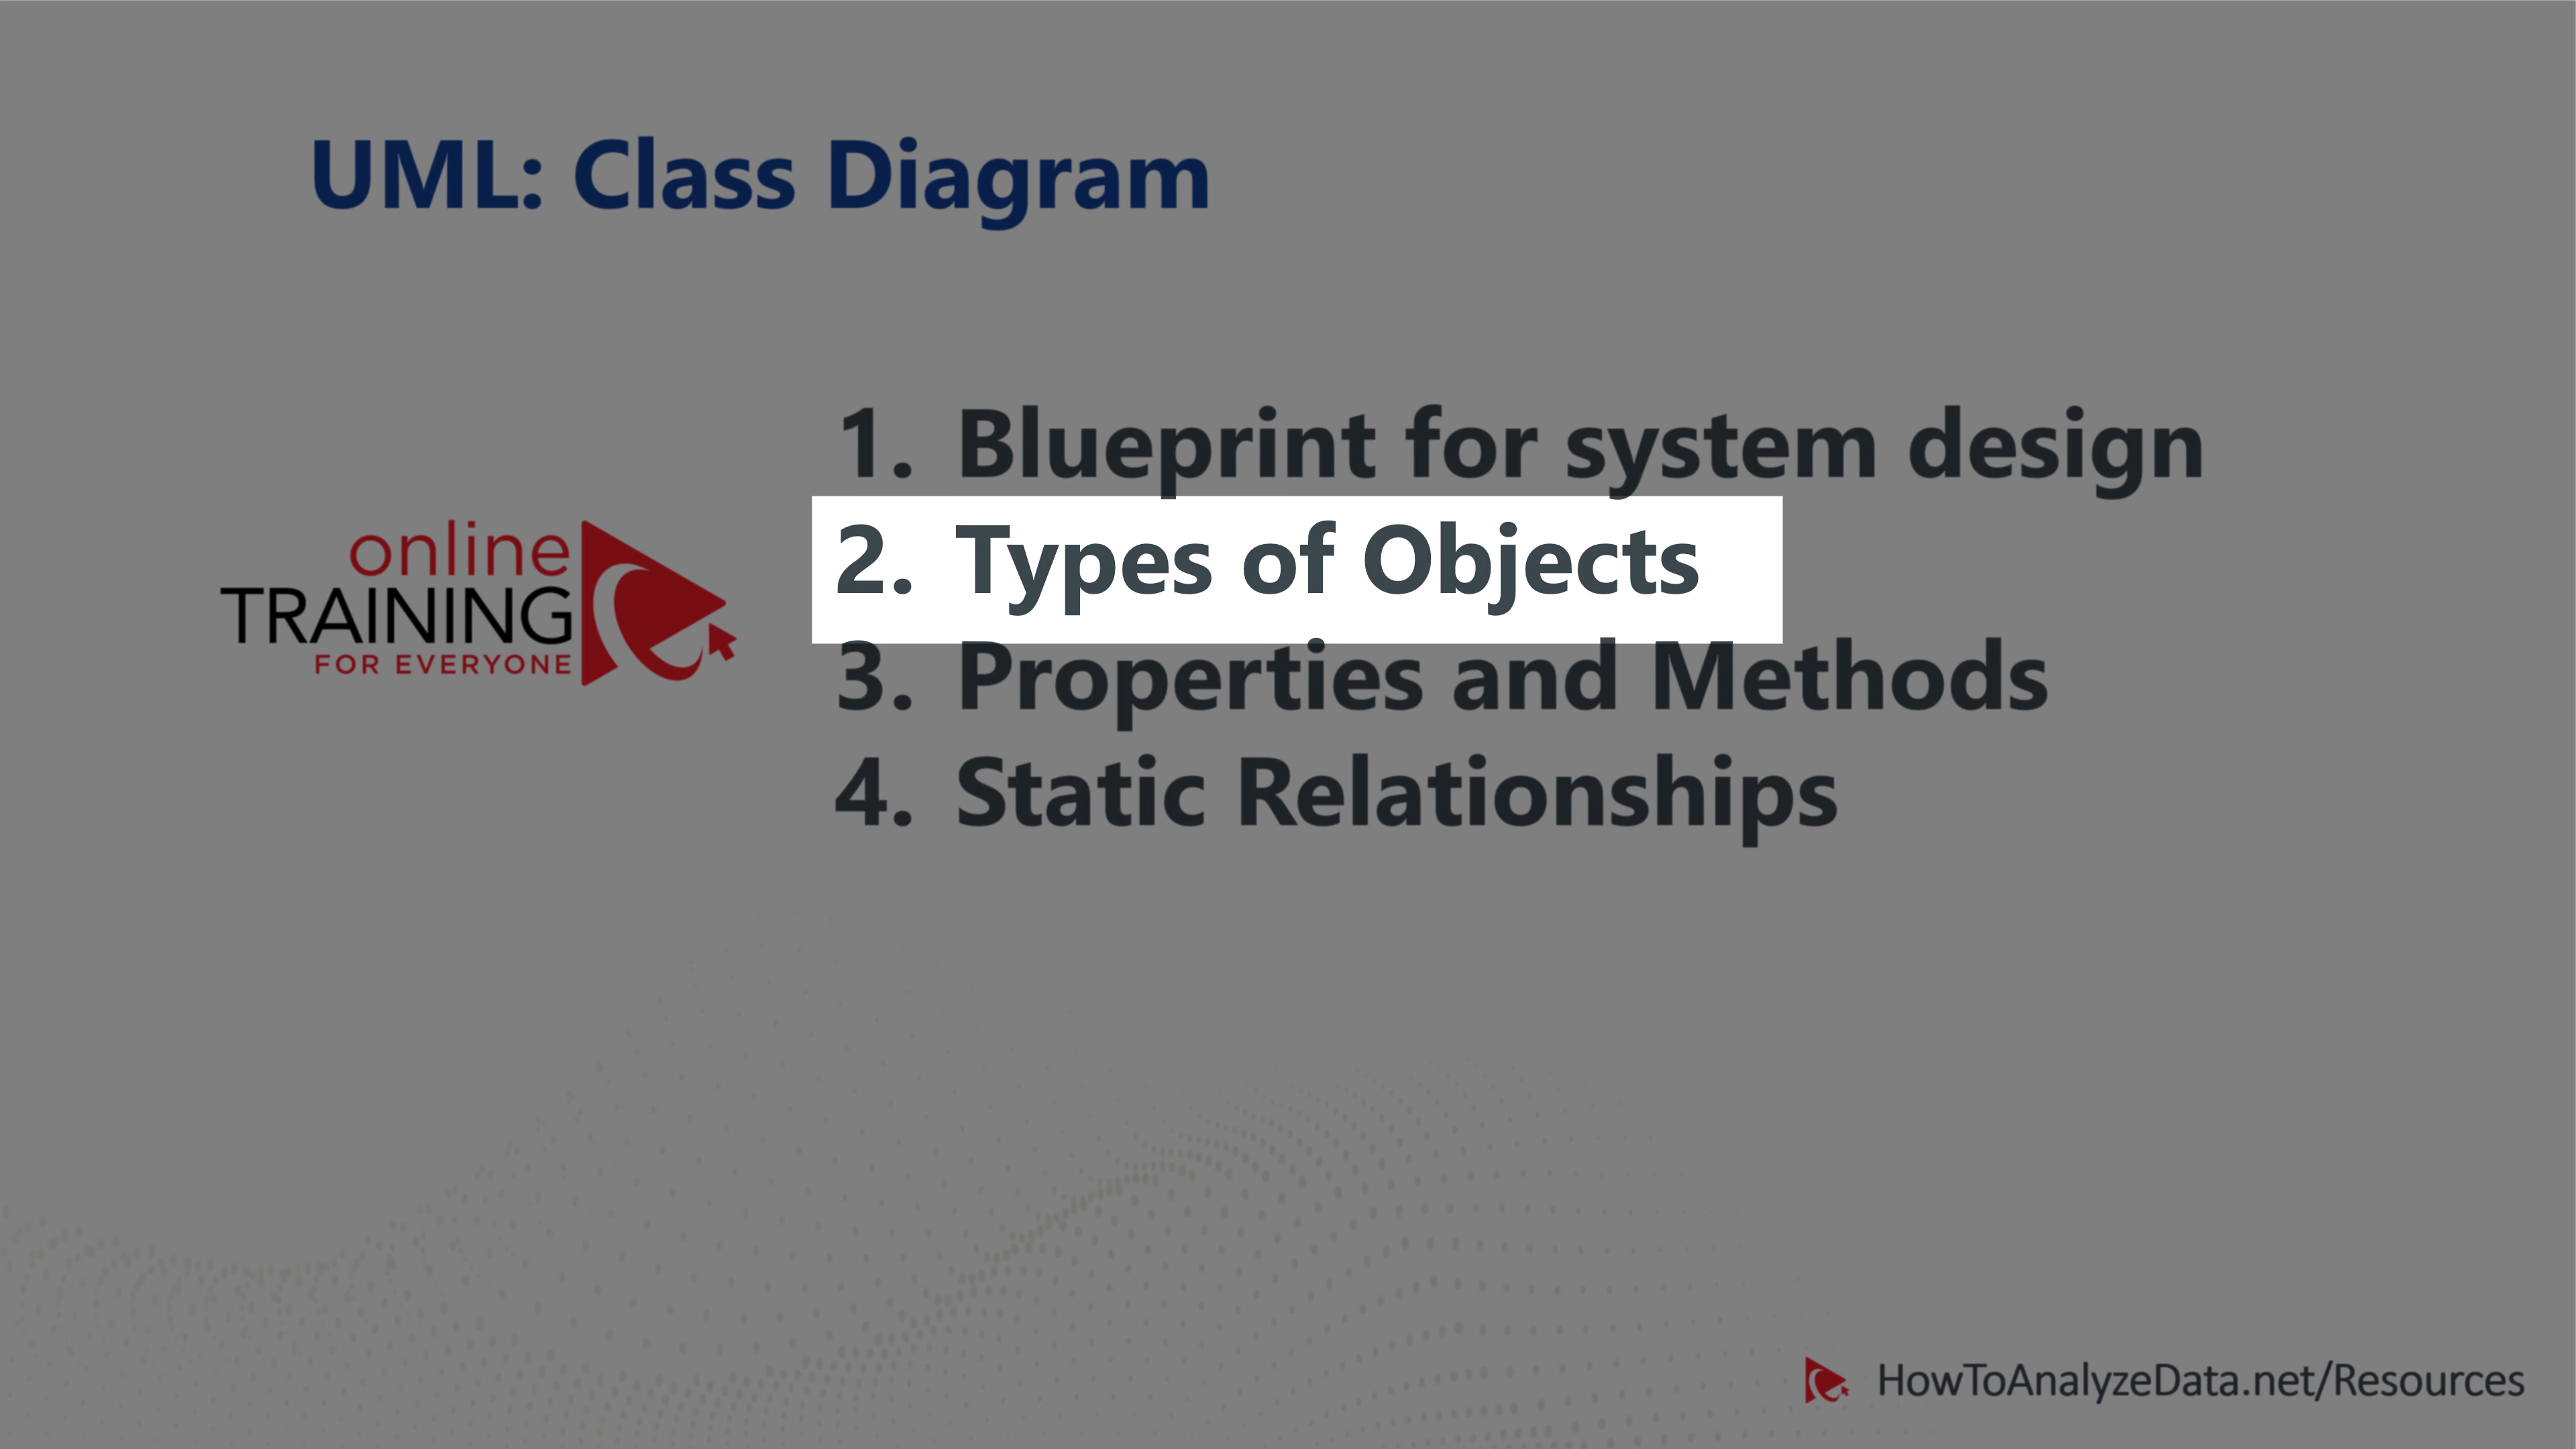 UML: Class Diagram
1. Blueprint for system design
2. Types of Objects
3. Properties and Methods
4. Static Relationships
online
TRAINING
FOR EVERYONE
HowToAnalyzeData.net/Resources